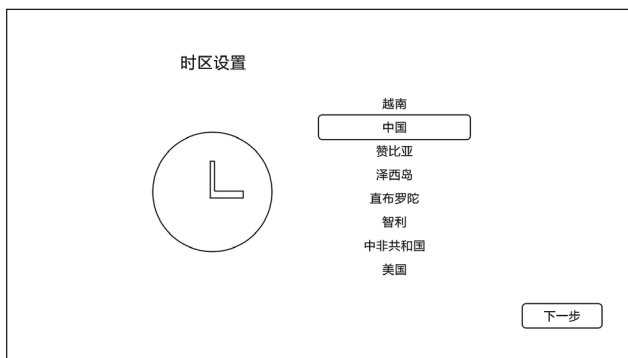 时区设置
越南
中国
赞比亚
泽西岛
直布罗陀
智利
中非共和国
美国
下一步